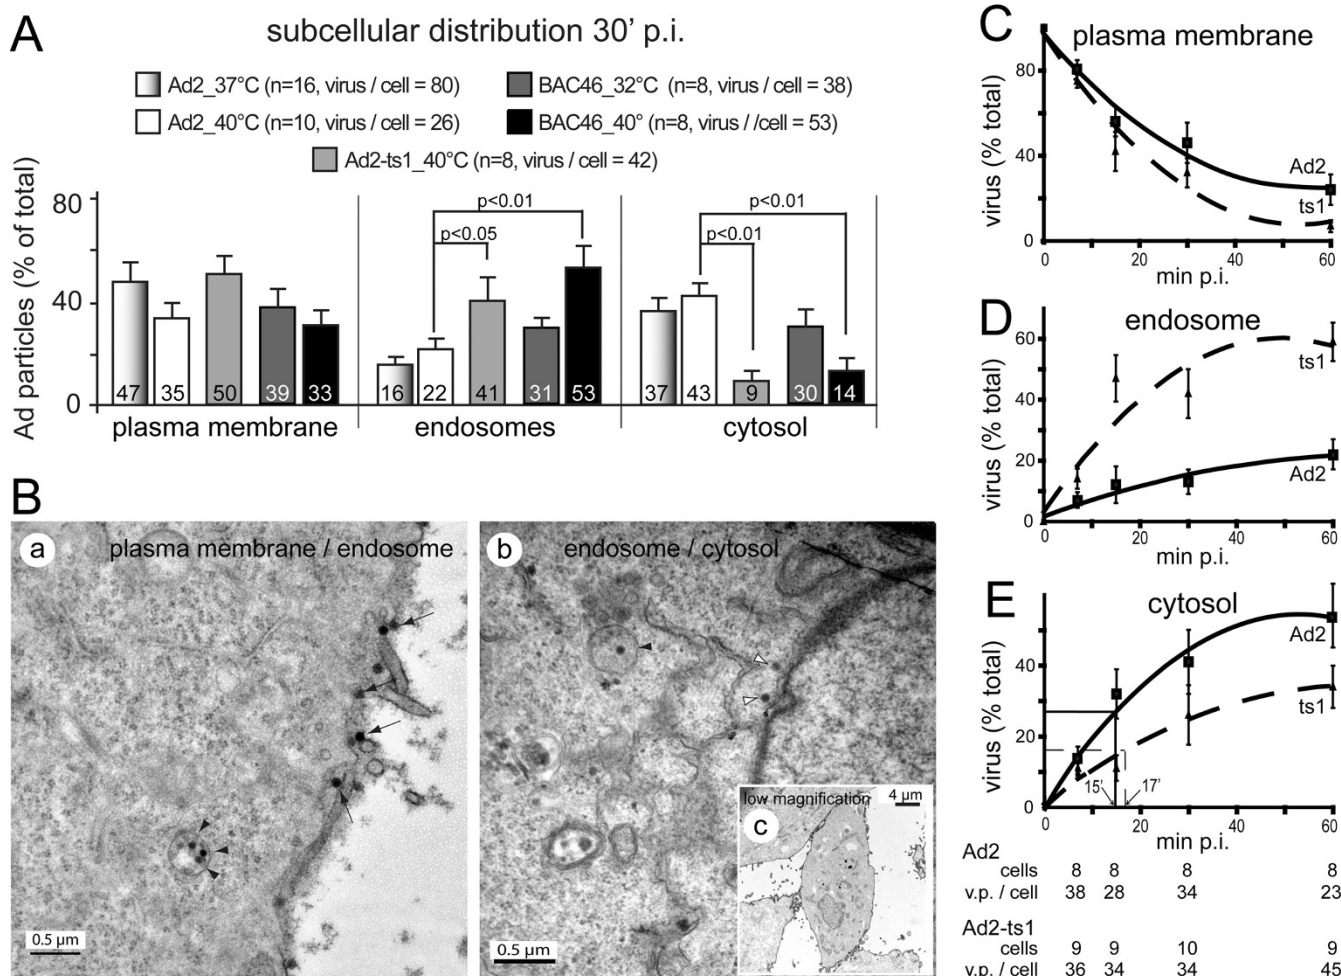 A
subcellular distribution 30' p.i.
Ad2_37°C (n=16, virus / cell = 80)
BAC46_32°C (n=8, virus / cell = 38)
Ad2_40°C (n=10, virus / cell = 26)
BAC46_40° (n=8, virus / /cell = 53)
Ad2-ts1_40°C (n=8, virus / cell = 42)
Ad particles (% of total)
80
40
0
p<0.01
p<0.05
p<0.01
p<0.01
47 35 50 39 33
16 22 41 31 53
37 43 9 30 14
plasma membrane
endosomes
cytosol
B
a
plasma membrane / endosome
0.5 µm
b
endosome / cytosol
0.5 µm
low magnification
4 µm
c
C
plasma membrane
virus (% total)
80
40
0
Ad2
ts1
0 20 40 60
min p.i.
D
endosome
virus (% total)
60
40
20
0
ts1
Ad2
0 20 40 60
min p.i.
E
cytosol
virus (% total)
60
40
20
0
Ad2
ts1
15'
17'
0 20 40 60
min p.i.
Ad2
cells 8 8 8 8
v.p. / cell 38 28 34 23
Ad2-ts1
cells 9 9 10 9
v.p. / cell 36 34 34 45